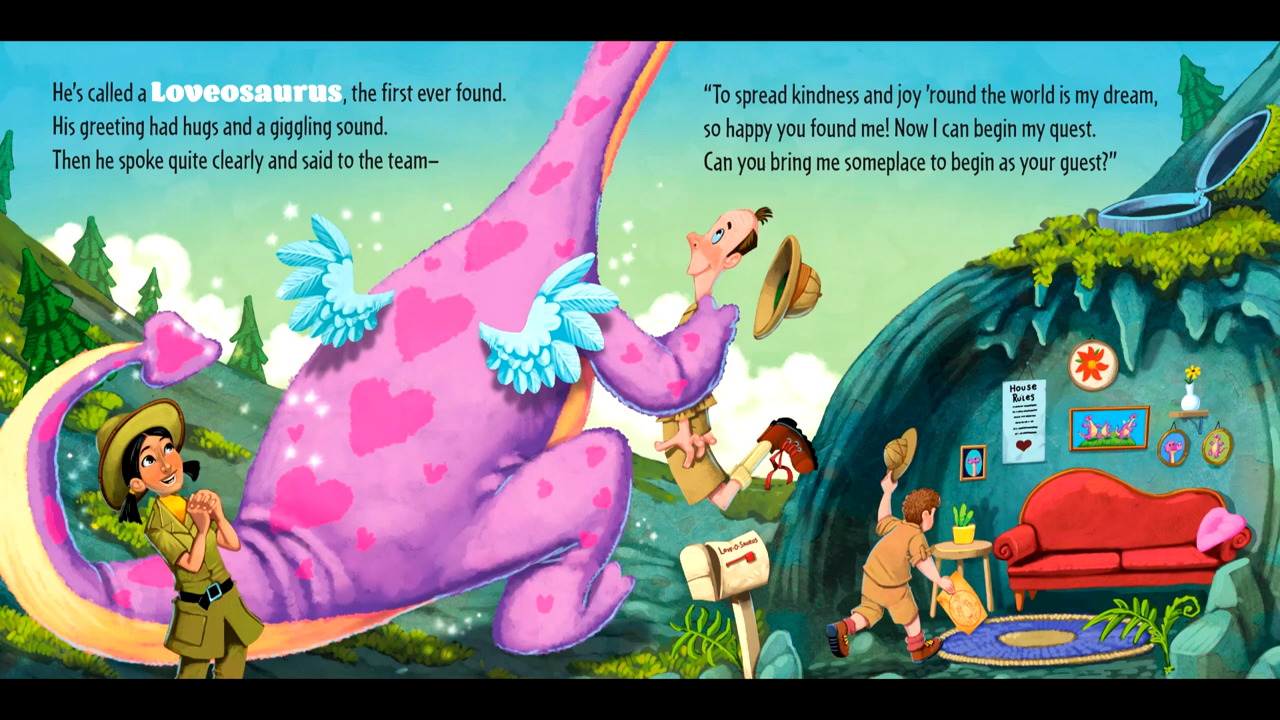 He's called a Loveosaurus, the first ever found.
His greeting had hugs and a giggling sound.
Then he spoke quite clearly and said to the team–
“To spread kindness and joy ’round the world is my dream,
so happy you found me! Now I can begin my quest.
Can you bring me someplace to begin as your guest?”
House
Rules
Love-O-Saurus